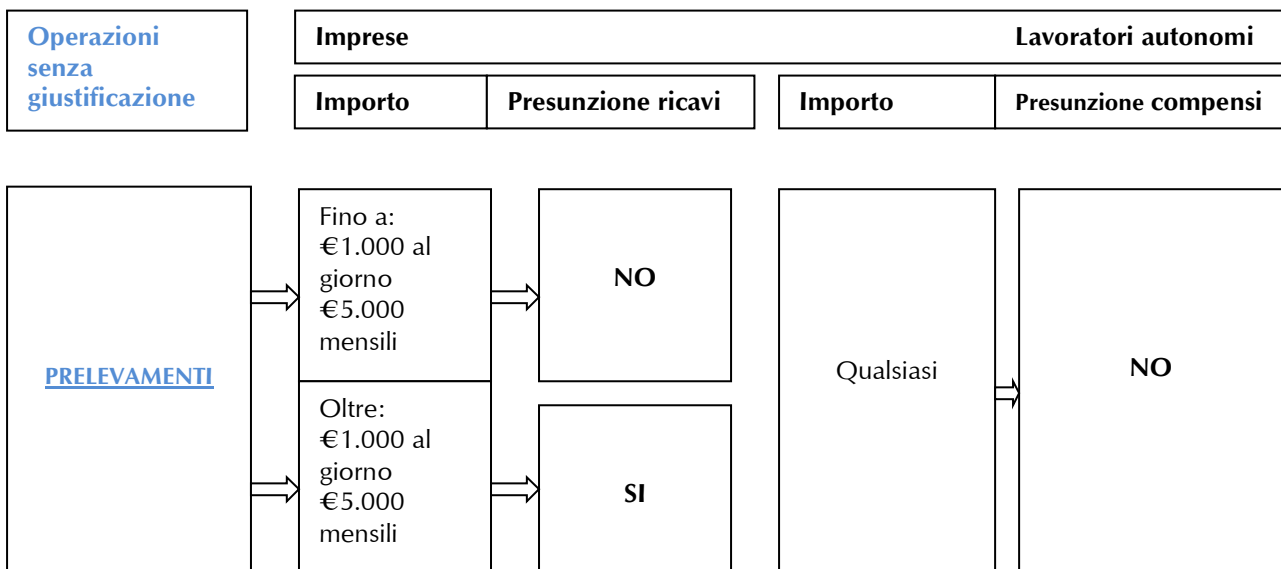 Operazioni
senza
giustificazione
Imprese
Lavoratori autonomi
Importo
Presunzione ricavi
Importo
Presunzione compensi
PRELEVAMENTI
Fino a:
€1.000 al
giorno
€5.000
mensili
NO
Oltre:
€1.000 al
giorno
€5.000
mensili
SI
Qualsiasi
NO